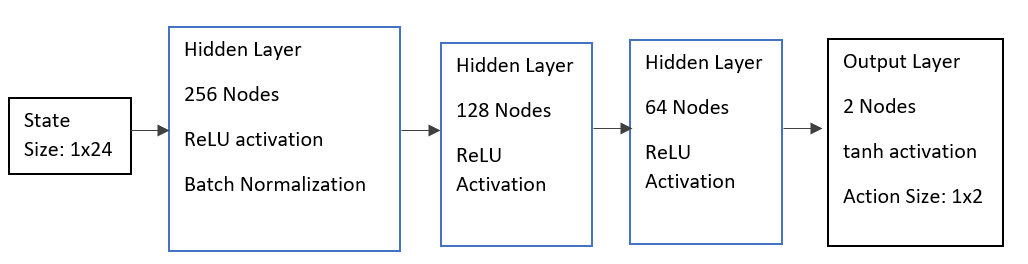 State
Size: 1x24
Hidden Layer
256 Nodes
ReLU activation
Batch Normalization
Hidden Layer
128 Nodes
ReLU
Activation
Hidden Layer
64 Nodes
ReLU
Activation
Output Layer
2 Nodes
tanh activation
Action Size: 1x2